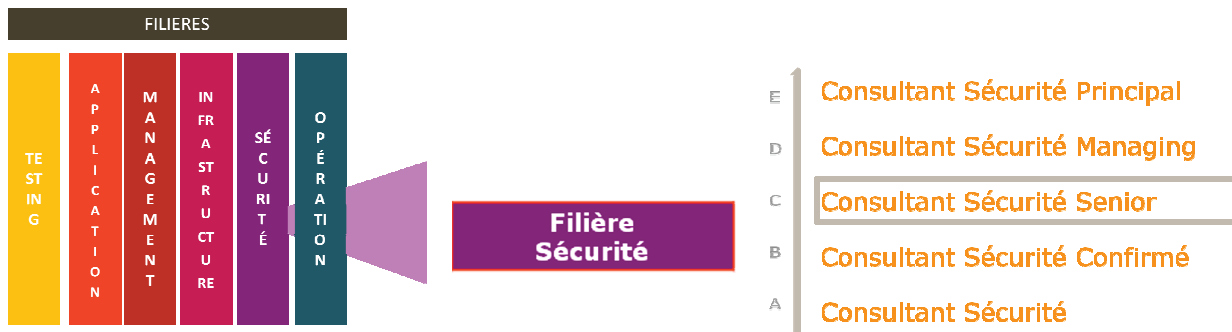 FILIERES
TESTING
APPLICATION
MANAGEMENT
INFRASTRUCTURE
SÉCURITÉ
OPÉRATION
Filière
Sécurité
E Consultant Sécurité Principal
D Consultant Sécurité Managing
C Consultant Sécurité Senior
B Consultant Sécurité Confirmé
A Consultant Sécurité